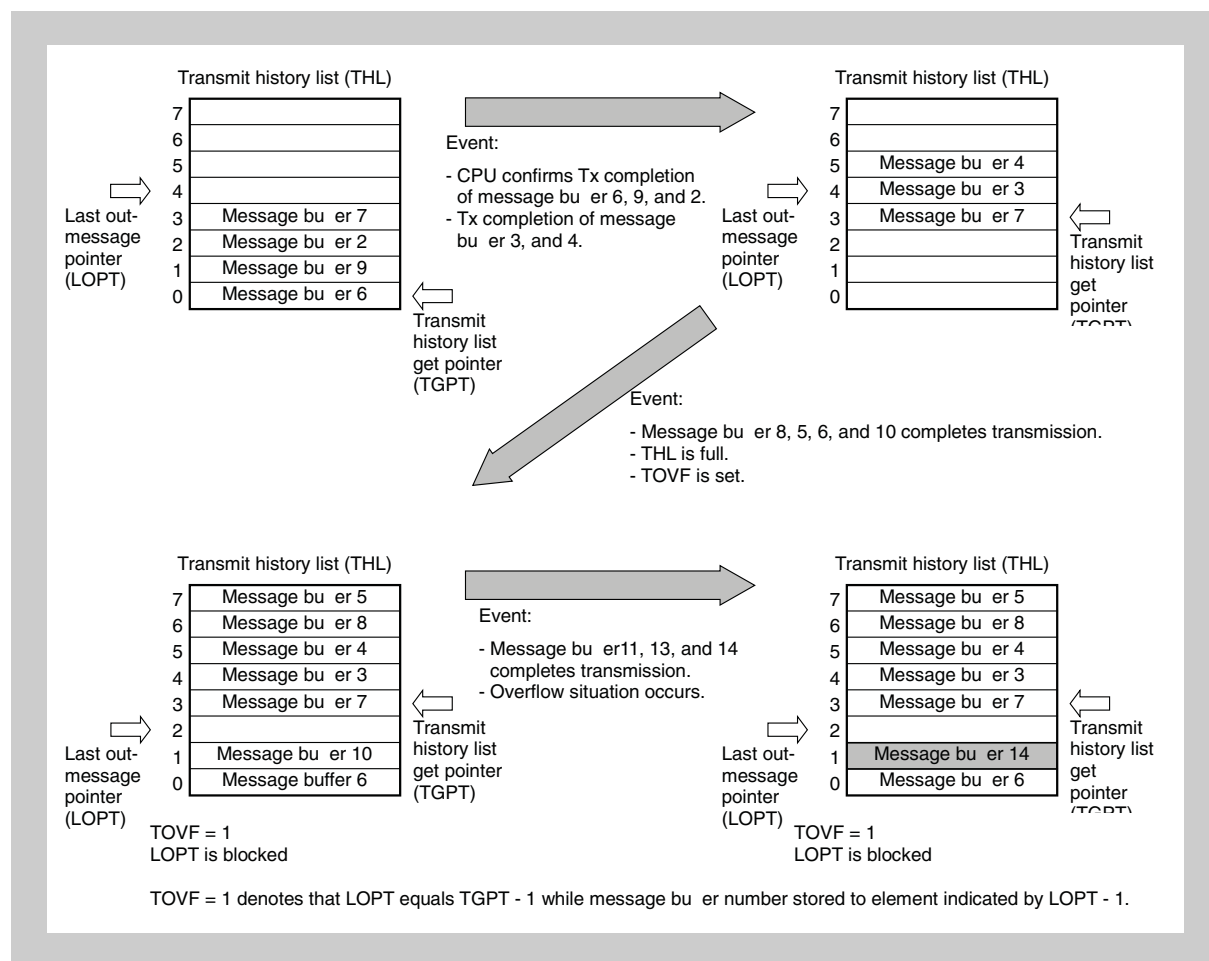 Transmit history list (THL)
7
6
5
4
3 Message bu er 7
2 Message bu er 2
1 Message bu er 9
0 Message bu er 6
Last out-
message
pointer
(LOPT)
Transmit
history list
get pointer
(TGPT)
Event:
- CPU confirms Tx completion
of message bu er 6, 9, and 2.
- Tx completion of message
bu er 3, and 4.
Transmit history list (THL)
7
6
5 Message bu er 4
4 Message bu er 3
3 Message bu er 7
2
1
0
Last out-
message
pointer
(LOPT)
Transmit
history list
get
pointer
(TGPT)
Event:
- Message bu er 8, 5, 6, and 10 completes transmission.
- THL is full.
- TOVF is set.
Transmit history list (THL)
7 Message bu er 5
6 Message bu er 8
5 Message bu er 4
4 Message bu er 3
3 Message bu er 7
2
1 Message bu er 10
0 Message buffer 6
Last out-
message
pointer
(LOPT)
Transmit
history list
get pointer
(TGPT)
TOVF = 1
LOPT is blocked
Event:
- Message bu er11, 13, and 14
completes transmission.
- Overflow situation occurs.
Transmit history list (THL)
7 Message bu er 5
6 Message bu er 8
5 Message bu er 4
4 Message bu er 3
3 Message bu er 7
2
1 Message bu er 14
0 Message bu er 6
Last out-
message
pointer
(LOPT)
Transmit
history list
get
pointer
(TGPT)
TOVF = 1
LOPT is blocked
TOVF = 1 denotes that LOPT equals TGPT - 1 while message bu er number stored to element indicated by LOPT - 1.